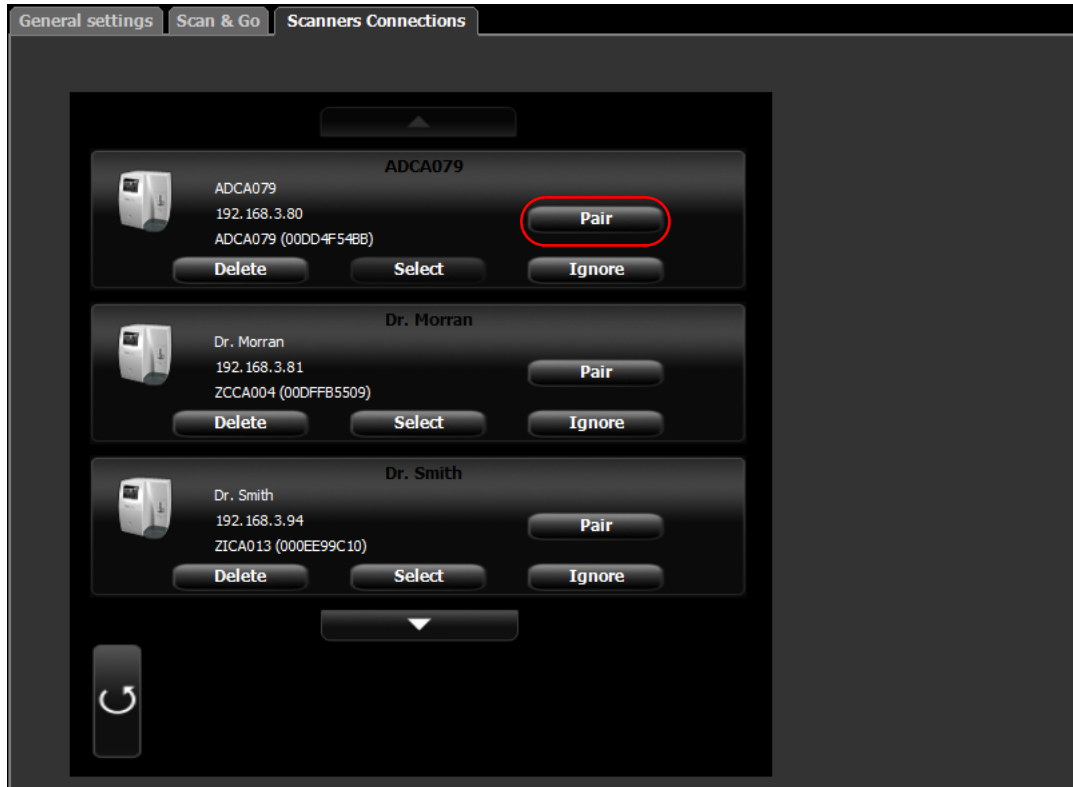 General settings Scan & Go Scanners Connections
ADCA079
ADCA079
192.168.3.80
Pair
ADCA079 (00DD4F54BB)
Delete Select Ignore
Dr. Morran
Dr. Morran
192.168.3.81
Pair
ZCCA004 (00DFFB5509)
Delete Select Ignore
Dr. Smith
Dr. Smith
192.168.3.94
Pair
ZICA013 (000EE99C10)
Delete Select Ignore